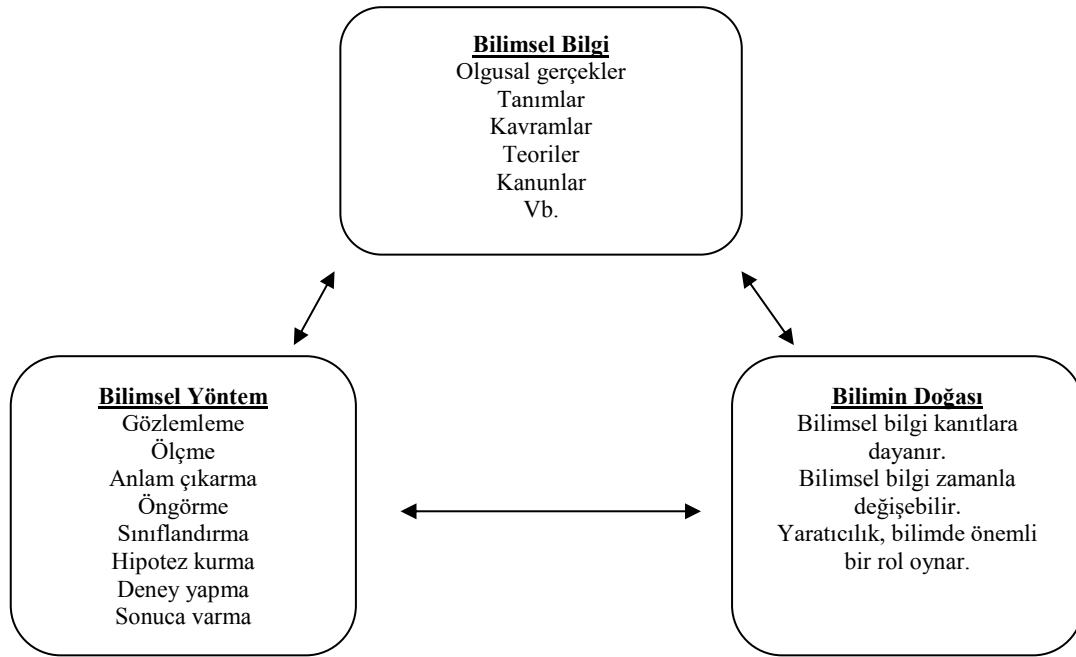 Bilimsel Bilgi
Olgusal gerçekler
Tanımlar
Kavramlar
Teoriler
Kanunlar
Vb.
Bilimsel Yöntem
Gözlemleme
Ölçme
Anlam çıkarma
Öngörme
Sınıflandırma
Hipotez kurma
Deney yapma
Sonuca varma
Bilimin Doğası
Bilimsel bilgi kanıtlara
dayanır.
Bilimsel bilgi zamanla
değişebilir.
Yaratıcılık, bilimde önemli
bir rol oynar.